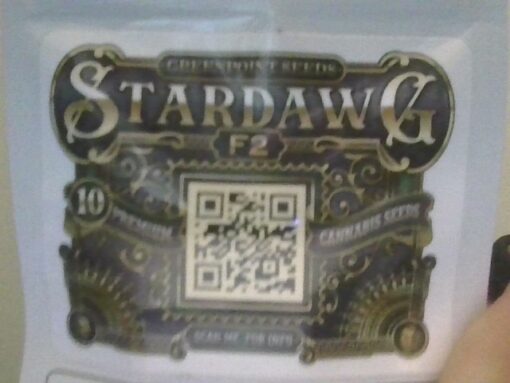 GREENPOINT SEEDS
STARDAWG
F2
10 PREMIUM CANNABIS SEEDS
SCAN ME FOR INFO